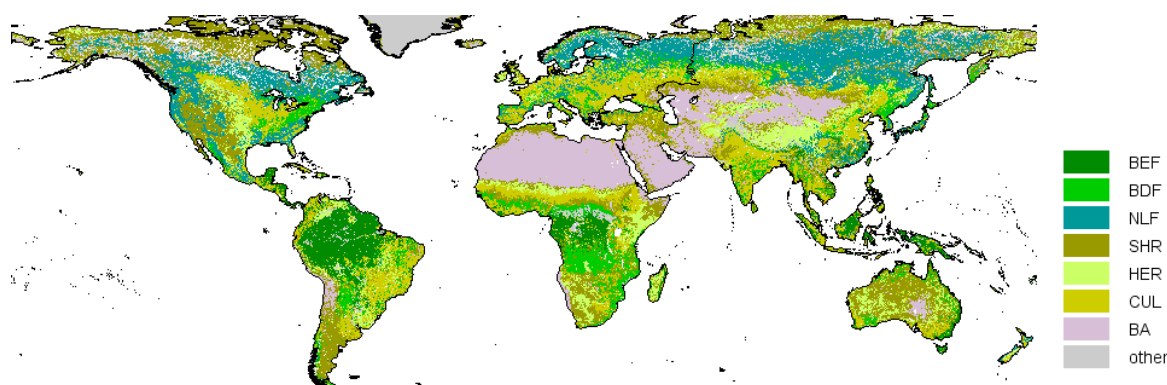 BEF
BDF
NLF
SHR
HER
CUL
BA
other